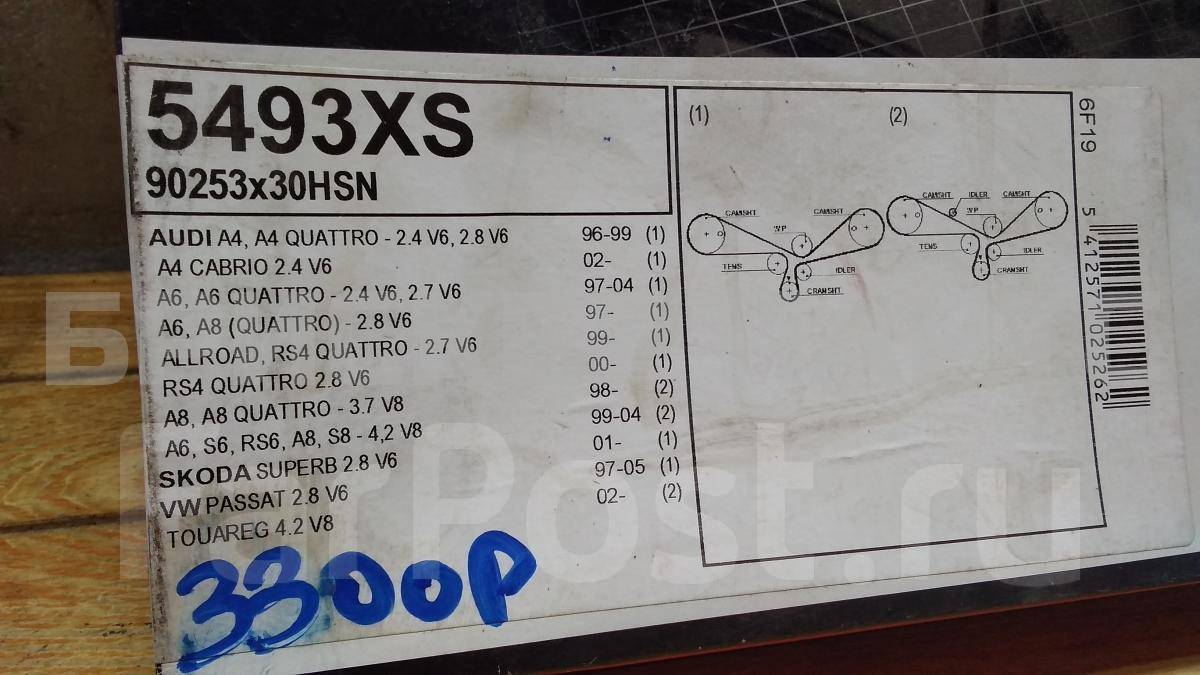 5493XS
90253x30HSN
AUDI A4, A4 QUATTRO - 2.4 V6, 2.8 V6 96-99 (1)
A4 CABRIO 2.4 V6 02- (1)
A6, A6 QUATTRO - 2.4 V6, 2.7 V6 97-04 (1)
A6, A8 (QUATTRO) - 2.8 V6 97- (1)
ALLROAD, RS4 QUATTRO - 2.7 V6 99- (1)
RS4 QUATTRO 2.8 V6 00- (1)
A8, A8 QUATTRO - 3.7 V8 98- (2)
A6, S6, RS6, A8, S8 - 4,2 V8 99-04 (2)
SKODA SUPERB 2.8 V6 01- (1)
VW PASSAT 2.8 V6 97-05 (1)
TOUAREG 4.2 V8 02- (2)
3300р
(1)
CAMSHT
CAMSHT
WP
TENS
IDLER
CRAMSHT
(2)
CAMSHT
IDLER
CAMSHT
WP
TENS
IDLER
CRAMSHT
6F19
5 412571 025262
FarPost.ru